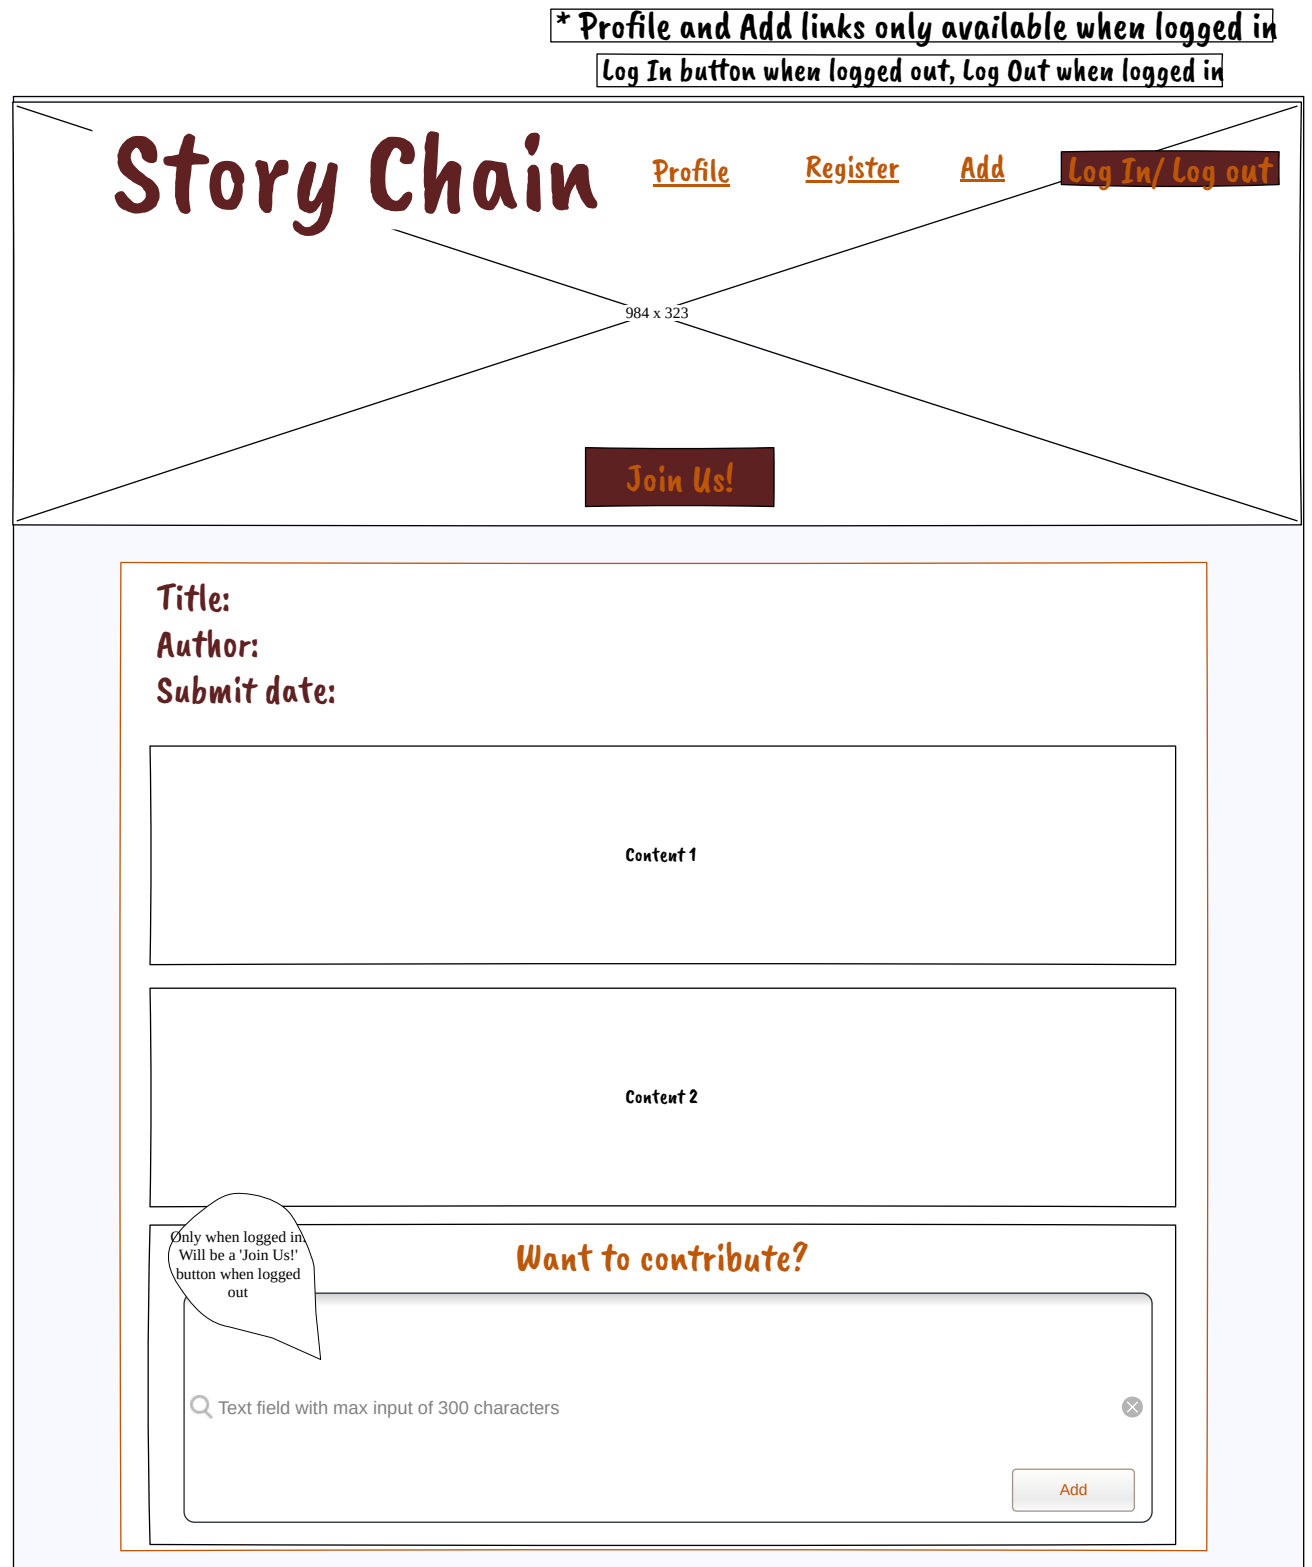 * Profile and Add links only available when logged in
Log In button when logged out, Log Out when logged in
Story Chain
Profile
Register
Add
Log In/ Log out
984 x 323
Join Us!
Title:
Author:
Submit date:
Content 1
Content 2
Only when logged in.
Will be a 'Join Us!'
button when logged
out
Want to contribute?
Text field with max input of 300 characters
Add